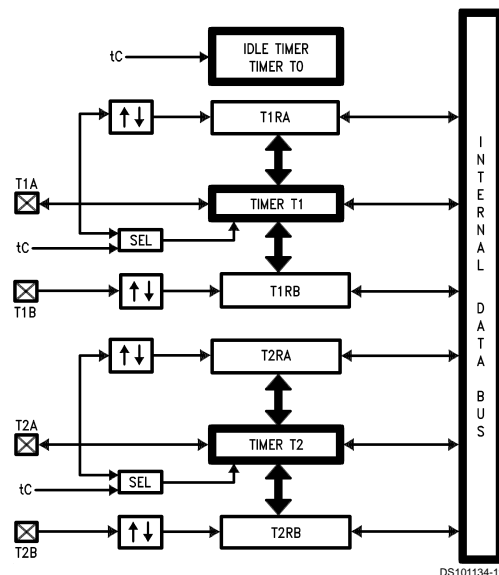 IDLE TIMER
TIMER T0
tC
T1RA
T1A
TIMER T1
tC
SEL
T1B
T1RB
T2RA
T2A
TIMER T2
tC
SEL
T2B
T2RB
INTERNAL DATA BUS
DS101134-1